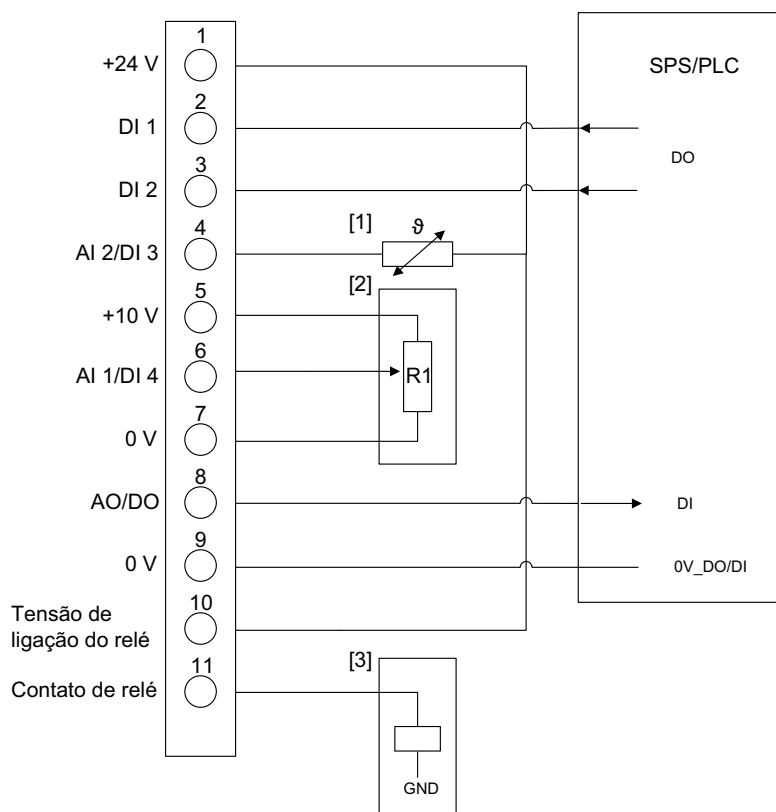 1
+24 V
SPS/PLC
2
DI 1
DO
3
DI 2
[1]
ϑ
4
AI 2/DI 3
[2]
5
+10 V
6
AI 1/DI 4
R1
7
0 V
8
AO/DO
DI
9
0 V
0V_DO/DI
10
Tensão de
ligação do relé
11
[3]
Contato de relé
GND